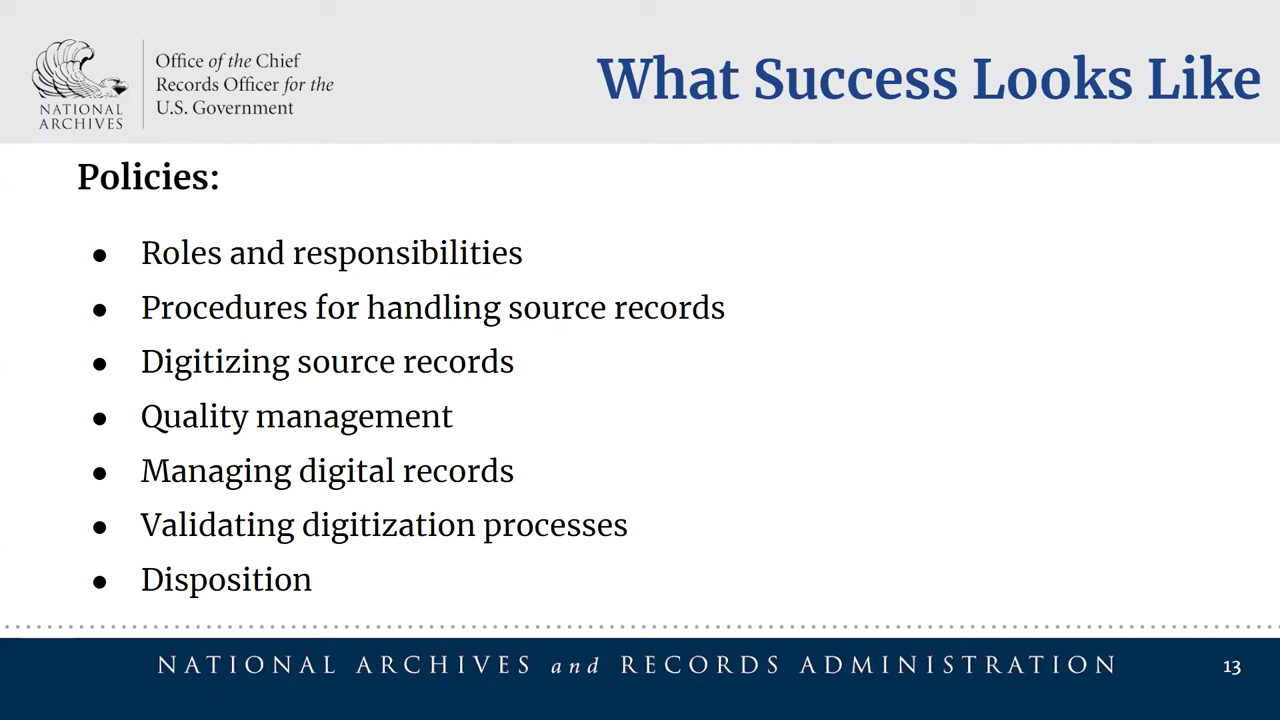 NATIONAL
ARCHIVES
Office of the Chief
Records Officer for the
U.S. Government
What Success Looks Like
Policies:
● Roles and responsibilities
● Procedures for handling source records
● Digitizing source records
● Quality management
● Managing digital records
● Validating digitization processes
● Disposition
NATIONAL ARCHIVES and RECORDS ADMINISTRATION
13